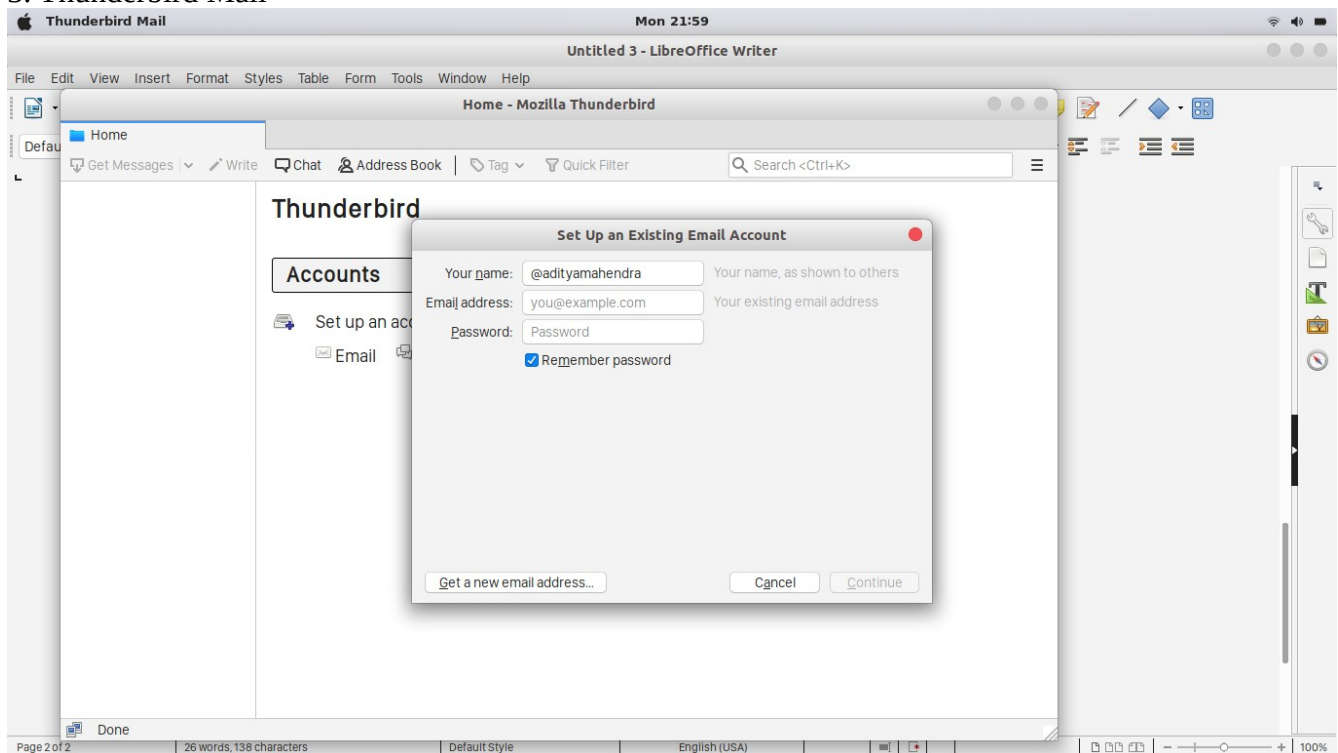 Thunderbird Mail
Mon 21:59
Untitled 3 - LibreOffice Writer
File Edit View Insert Format Styles Table Form Tools Window Help
Home - Mozilla Thunderbird
Home
Defau
Get Messages Write Chat Address Book Tag Quick Filter Search <Ctrl+K>
Thunderbird
Set Up an Existing Email Account
Accounts
Your name: @adityamahendra Your name, as shown to others
Email address: you@example.com Your existing email address
Set up an acc
Password: Password
Email
Remember password
Get a new email address... Cancel Continue
Done
Page 2 of 2 26 words, 138 characters Default Style English (USA) 100%